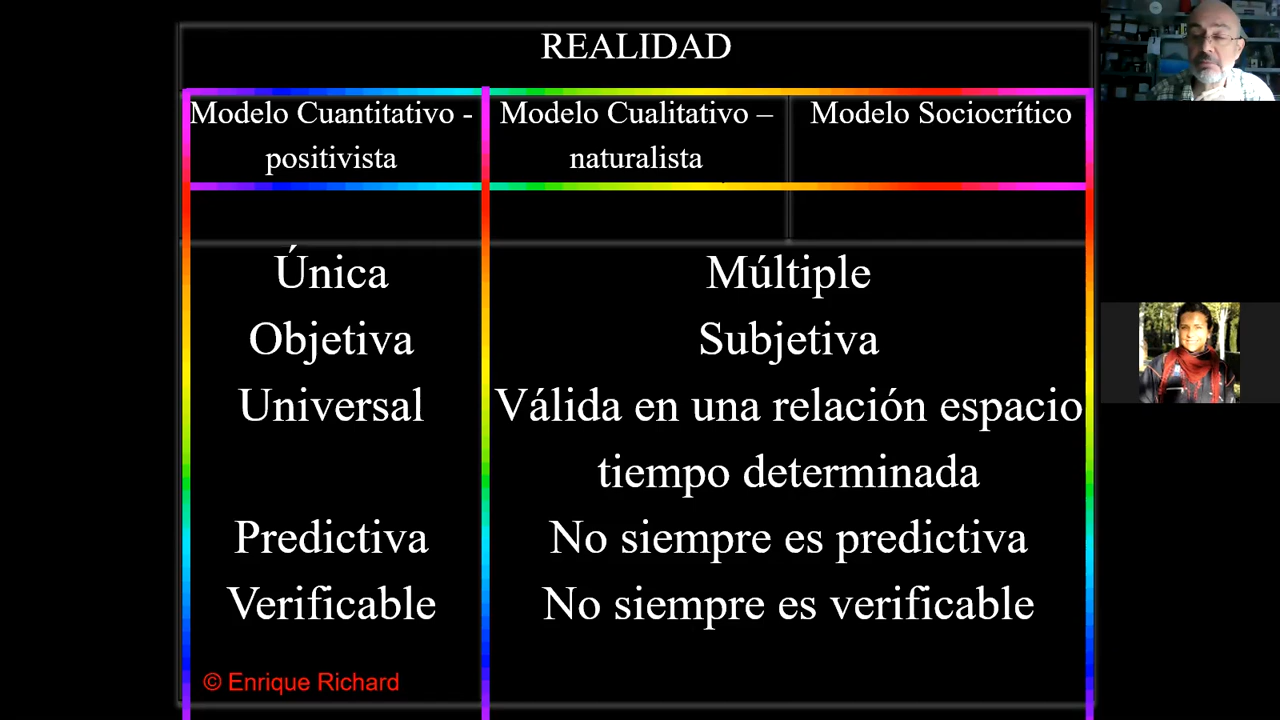 REALIDAD
Modelo Cuantitativo -
positivista
Modelo Cualitativo –
naturalista
Modelo Sociocrítico
Única
Múltiple
Objetiva
Subjetiva
Universal
Válida en una relación espacio
tiempo determinada
Predictiva
No siempre es predictiva
Verificable
No siempre es verificable
© Enrique Richard